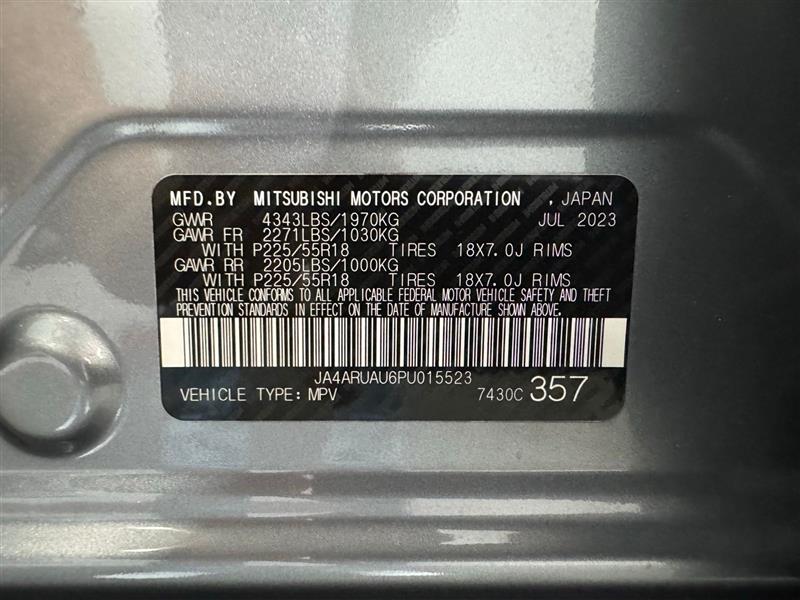 MFD.BY MITSUBISHI MOTORS CORPORATION , JAPAN
GVWR 4343LBS/1970KG JUL 2023
GAWR FR 2271LBS/1030KG
WITH P225/55R18 TIRES 18X7.0J RIMS
GAWR RR 2205LBS/1000KG
WITH P225/55R18 TIRES 18X7.0J RIMS
THIS VEHICLE CONFORMS TO ALL APPLICABLE FEDERAL MOTOR VEHICLE SAFETY AND THEFT
PREVENTION STANDARDS IN EFFECT ON THE DATE OF MANUFACTURE SHOWN ABOVE.
JA4ARUAU6PU015523
VEHICLE TYPE: MPV 7430C 357